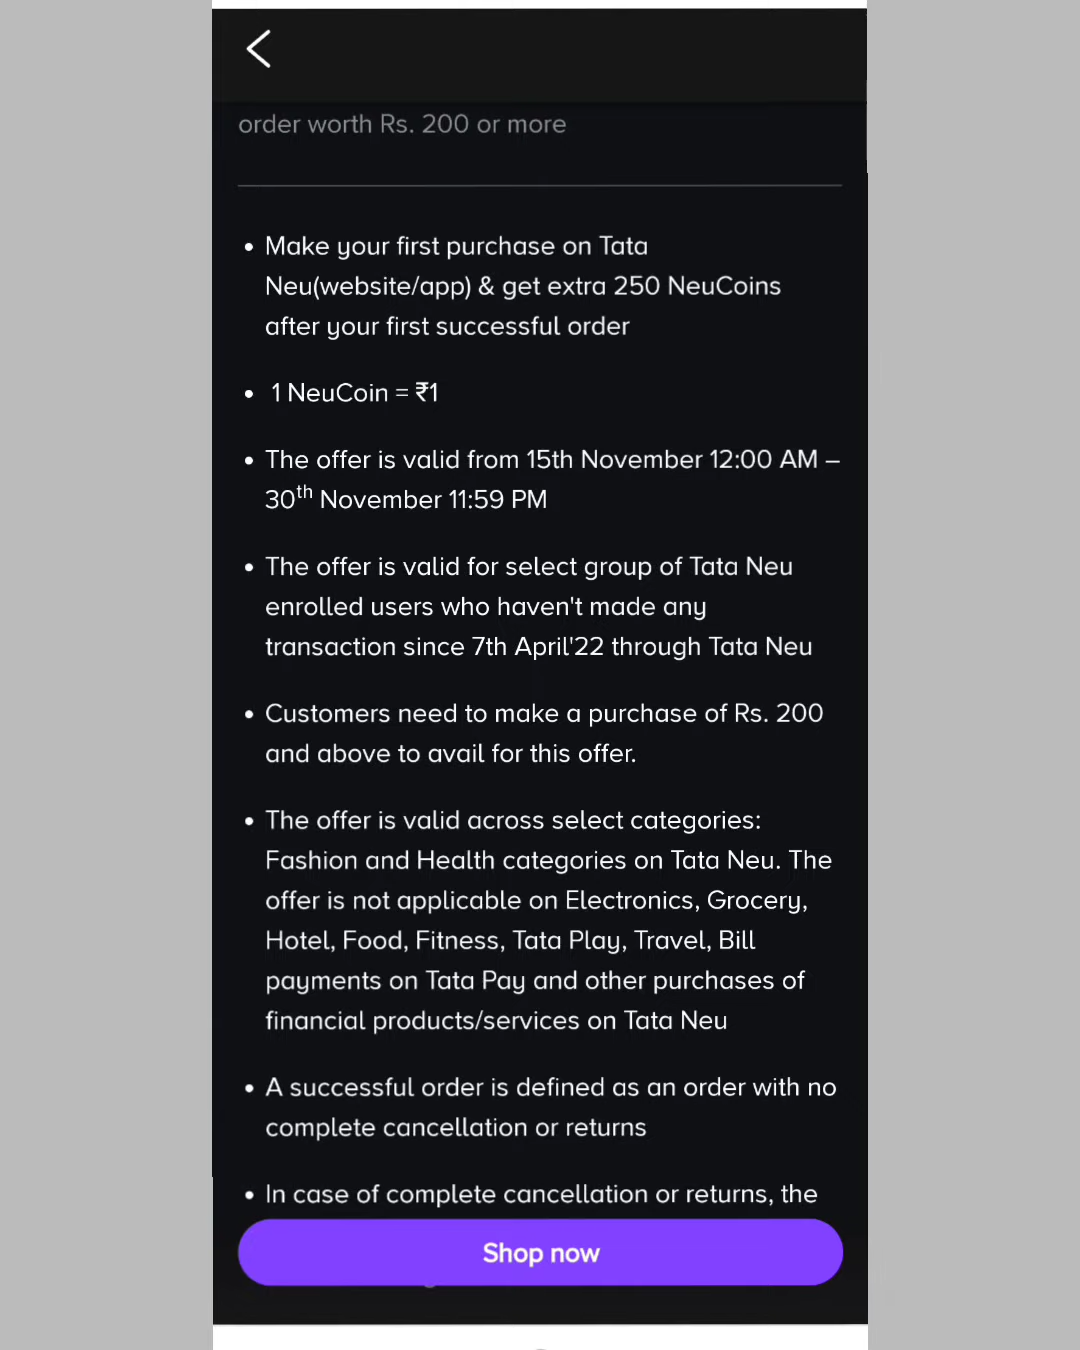 order worth Rs. 200 or more
• Make your first purchase on Tata
Neu(website/app) & get extra 250 NeuCoins
after your first successful order
• 1 NeuCoin = ₹1
• The offer is valid from 15th November 12:00 AM –
30th November 11:59 PM
• The offer is valid for select group of Tata Neu
enrolled users who haven't made any
transaction since 7th April'22 through Tata Neu
• Customers need to make a purchase of Rs. 200
and above to avail for this offer.
• The offer is valid across select categories:
Fashion and Health categories on Tata Neu. The
offer is not applicable on Electronics, Grocery,
Hotel, Food, Fitness, Tata Play, Travel, Bill
payments on Tata Pay and other purchases of
financial products/services on Tata Neu
• A successful order is defined as an order with no
complete cancellation or returns
• In case of complete cancellation or returns, the
Shop now